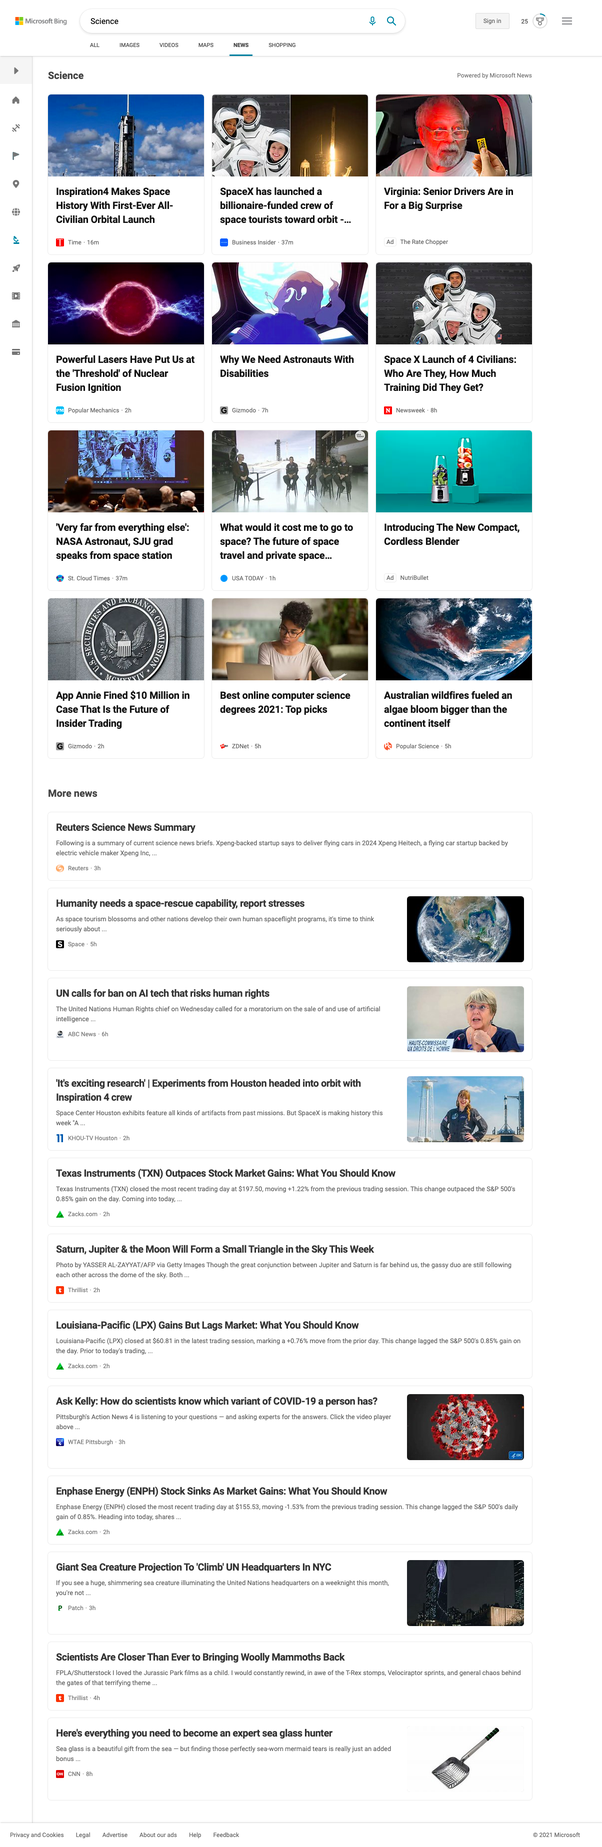 Microsoft Bing
Science
Sign in
25
ALL
IMAGES
VIDEOS
MAPS
NEWS
SHOPPING
Science
Powered by Microsoft News
Inspiration4 Makes Space
History With First-Ever All-
Civilian Orbital Launch
Time · 16m
SpaceX has launched a
billionaire-funded crew of
space tourists toward orbit -...
Business Insider · 37m
Virginia: Senior Drivers Are in
For a Big Surprise
Ad The Rate Chopper
Powerful Lasers Have Put Us at
the 'Threshold' of Nuclear
Fusion Ignition
Popular Mechanics · 2h
Why We Need Astronauts With
Disabilities
Gizmodo · 7h
Space X Launch of 4 Civilians:
Who Are They, How Much
Training Did They Get?
Newsweek · 8h
'Very far from everything else':
NASA Astronaut, SJU grad
speaks from space station
St. Cloud Times · 37m
What would it cost me to go to
space? The future of space
travel and private space...
USA TODAY · 1h
Introducing The New Compact,
Cordless Blender
Ad NutriBullet
U.S. SECURITIES AND EXCHANGE COMMISSION
MCMXXXIV
App Annie Fined $10 Million in
Case That Is the Future of
Insider Trading
Gizmodo · 2h
Best online computer science
degrees 2021: Top picks
ZDNet · 5h
Australian wildfires fueled an
algae bloom bigger than the
continent itself
Popular Science · 5h
More news
Reuters Science News Summary
Following is a summary of current science news briefs. Xpeng-backed startup says to deliver flying cars in 2024 Xpeng Heitech, a flying car startup backed by
electric vehicle maker Xpeng Inc, ...
Reuters · 3h
Humanity needs a space-rescue capability, report stresses
As space tourism blossoms and other nations develop their own human spaceflight programs, it's time to think
seriously about ...
Space · 5h
UN calls for ban on AI tech that risks human rights
The United Nations Human Rights chief on Wednesday called for a moratorium on the sale of and use of artificial
intelligence ...
ABC News · 6h
HAUTE-COMMISSAIRE
UX DROITS DE L'HOMME
'It's exciting research' | Experiments from Houston headed into orbit with
Inspiration 4 crew
Space Center Houston exhibits feature all kinds of artifacts from past missions. But SpaceX is making history this
week "A ...
11 KHOU-TV Houston · 2h
Texas Instruments (TXN) Outpaces Stock Market Gains: What You Should Know
Texas Instruments (TXN) closed the most recent trading day at $197.50, moving +1.22% from the previous trading session. This change outpaced the S&P 500's
0.85% gain on the day. Coming into today, ...
Zacks.com · 2h
Saturn, Jupiter & the Moon Will Form a Small Triangle in the Sky This Week
Photo by YASSER AL-ZAYYAT/AFP via Getty Images Though the great conjunction between Jupiter and Saturn is far behind us, the gassy duo are still following
each other across the dome of the sky. Both ...
Thrillist · 2h
Louisiana-Pacific (LPX) Gains But Lags Market: What You Should Know
Louisiana-Pacific (LPX) closed at $60.81 in the latest trading session, marking a +0.76% move from the prior day. This change lagged the S&P 500's 0.85% gain on
the day. Prior to today's trading, ...
Zacks.com · 2h
Ask Kelly: How do scientists know which variant of COVID-19 a person has?
Pittsburgh's Action News 4 is listening to your questions — and asking experts for the answers. Click the video player
above ...
WTAE Pittsburgh · 3h
Enphase Energy (ENPH) Stock Sinks As Market Gains: What You Should Know
Enphase Energy (ENPH) closed the most recent trading day at $155.53, moving -1.53% from the previous trading session. This change lagged the S&P 500's daily
gain of 0.85%. Heading into today, shares ...
Zacks.com · 2h
Giant Sea Creature Projection To 'Climb' UN Headquarters In NYC
If you see a huge, shimmering sea creature illuminating the United Nations headquarters on a weeknight this month,
you're not ...
Patch · 3h
Scientists Are Closer Than Ever to Bringing Woolly Mammoths Back
FPLA/Shutterstock I loved the Jurassic Park films as a child. I would constantly rewind, in awe of the T-Rex stomps, Velociraptor sprints, and general chaos behind
the gates of that terrifying theme ...
Thrillist · 4h
Here's everything you need to become an expert sea glass hunter
Sea glass is a beautiful gift from the sea — but finding those perfectly sea-worn mermaid tears is really just an added
bonus ...
CNN · 8h
Privacy and Cookies
Legal
Advertise
About our ads
Help
Feedback
© 2021 Microsoft